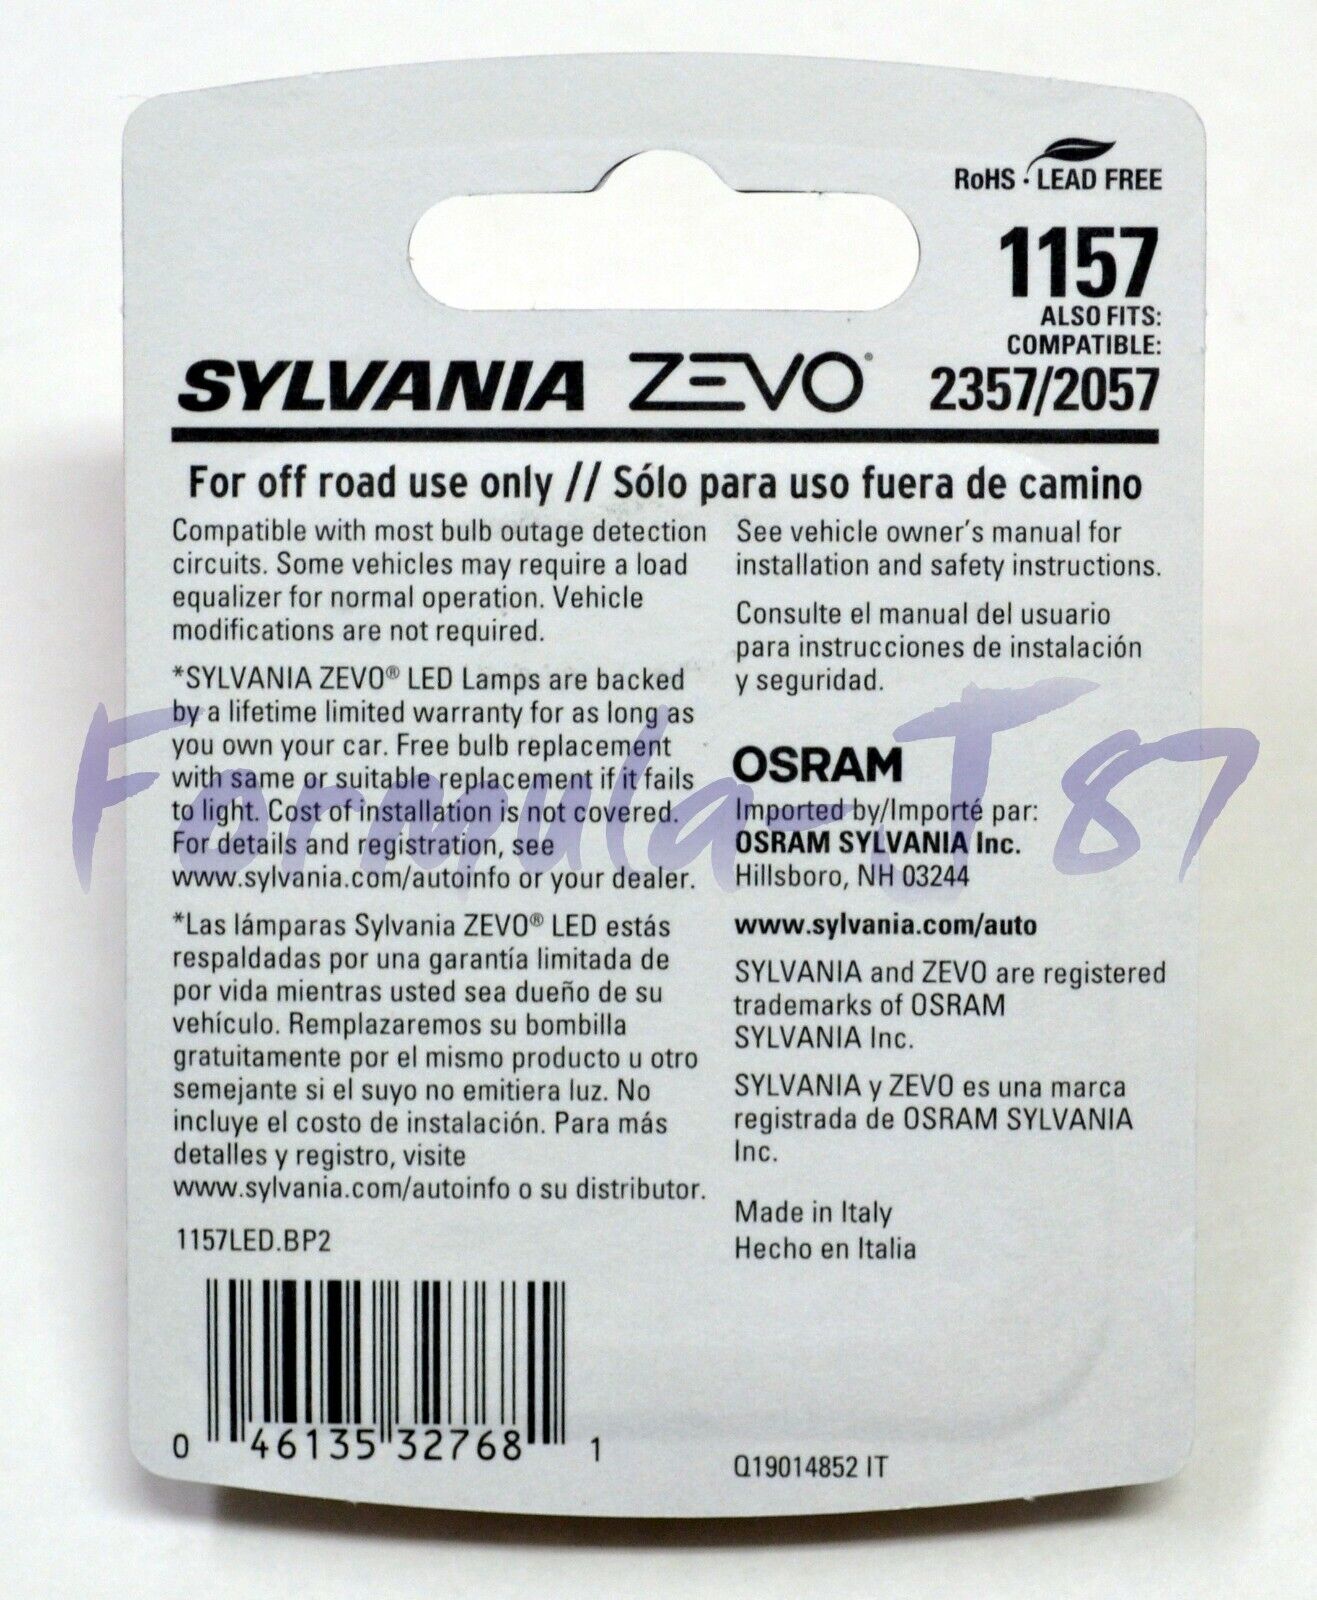 RoHS · LEAD FREE
1157
ALSO FITS:
COMPATIBLE:
2357/2057
SYLVANIA ZEVO®
For off road use only // Sólo para uso fuera de camino
Compatible with most bulb outage detection
circuits. Some vehicles may require a load
equalizer for normal operation. Vehicle
modifications are not required.
*SYLVANIA ZEVO® LED Lamps are backed
by a lifetime limited warranty for as long as
you own your car. Free bulb replacement
with same or suitable replacement if it fails
to light. Cost of installation is not covered.
For details and registration, see
www.sylvania.com/autoinfo or your dealer.
*Las lámparas Sylvania ZEVO® LED estás
respaldadas por una garantía limitada de
por vida mientras usted sea dueño de su
vehículo. Remplazaremos su bombilla
gratuitamente por el mismo producto u otro
semejante si el suyo no emitiera luz. No
incluye el costo de instalación. Para más
detalles y registro, visite
www.sylvania.com/autoinfo o su distributor.
1157LED.BP2
0 46135 32768 1
See vehicle owner's manual for
installation and safety instructions.
Consulte el manual del usuario
para instrucciones de instalación
y seguridad.
OSRAM
Imported by/Importé par:
OSRAM SYLVANIA Inc.
Hillsboro, NH 03244
www.sylvania.com/auto
SYLVANIA and ZEVO are registered
trademarks of OSRAM
SYLVANIA Inc.
SYLVANIA y ZEVO es una marca
registrada de OSRAM SYLVANIA
Inc.
Made in Italy
Hecho en Italia
Q19014852 IT
Formula-T87